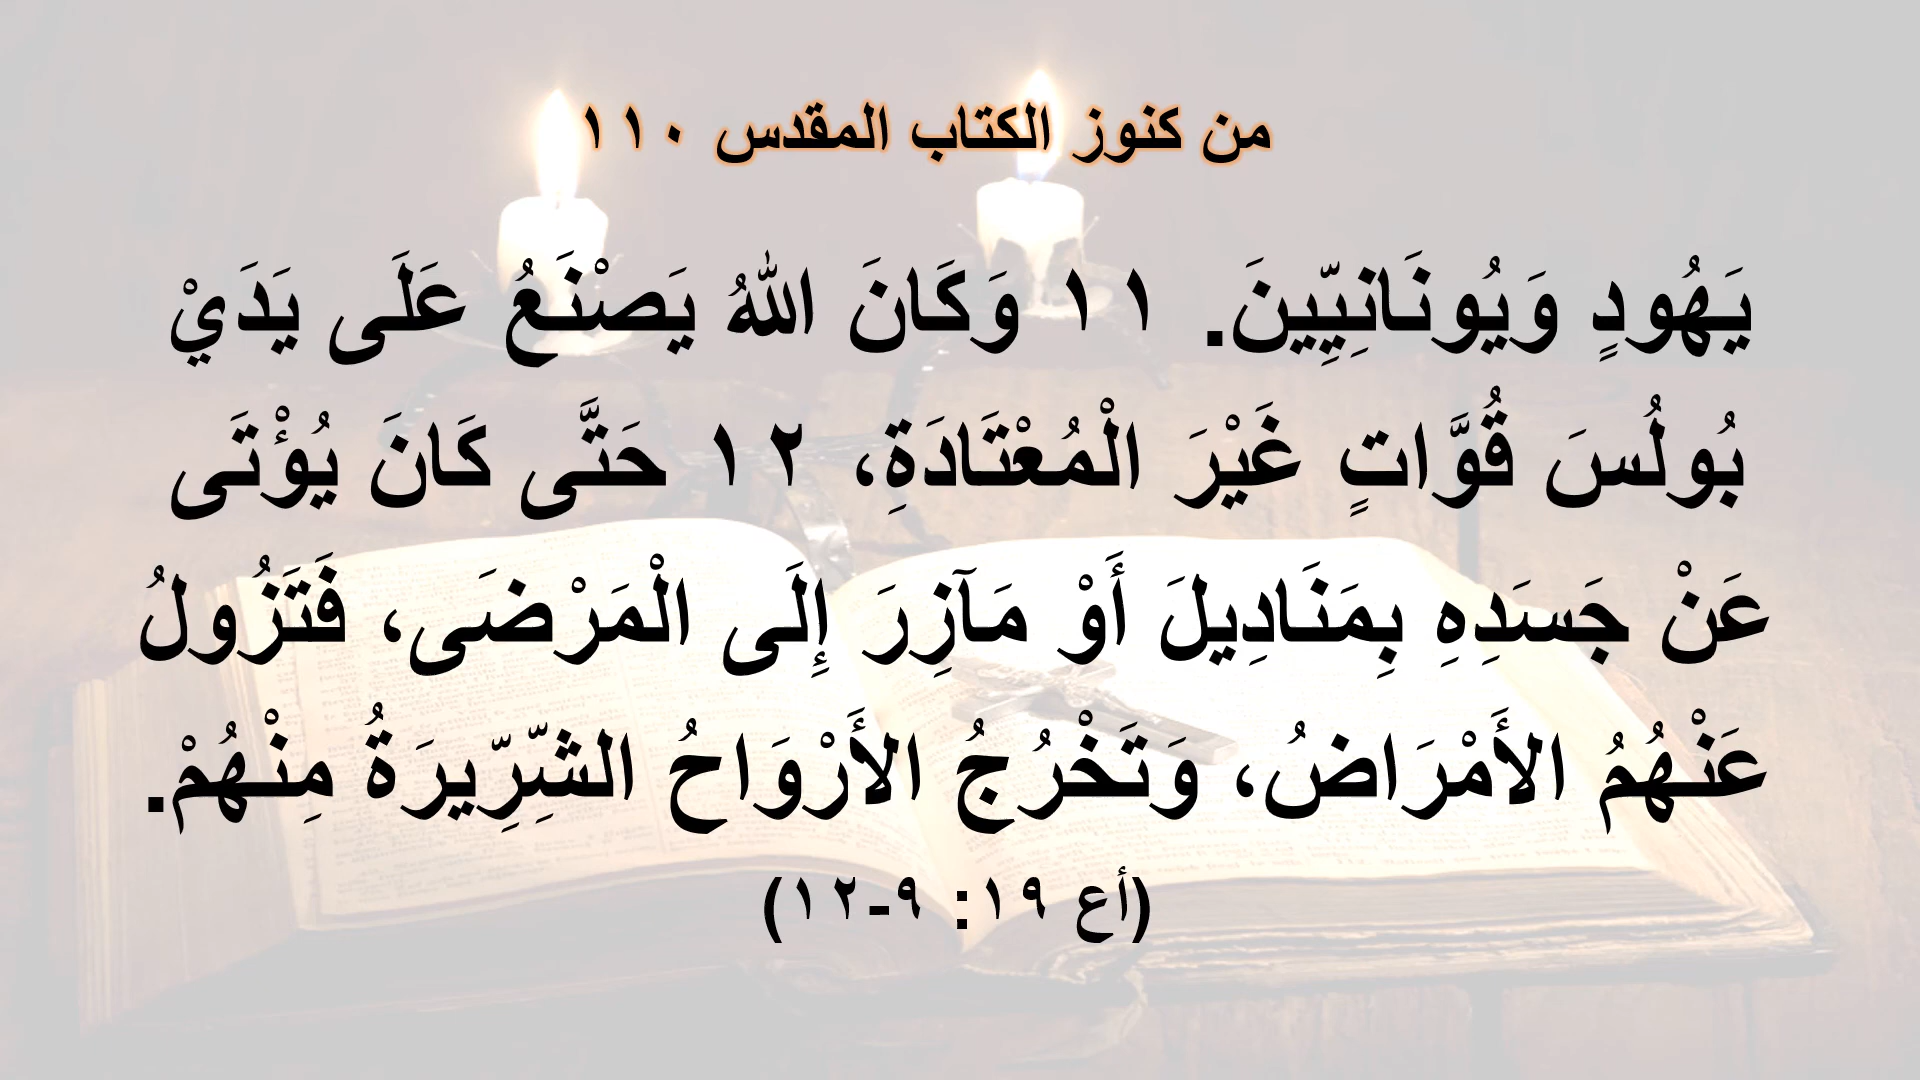 من كنوز الكتاب المقدس ١١٠
يَهُودٍ وَيُونَانِيِّينَ. ١١ وَكَانَ اللهُ يَصْنَعُ عَلَى يَدَيْ
بُولُسَ قُوَّاتٍ غَيْرَ الْمُعْتَادَةِ، ١٢ حَتَّى كَانَ يُؤْتَى
عَنْ جَسَدِهِ بِمَنَادِيلَ أَوْ مَآزِرَ إِلَى الْمَرْضَى، فَتَزُولُ
عَنْهُمُ الأَمْرَاضُ، وَتَخْرُجُ الأَرْوَاحُ الشِّرِّيرَةُ مِنْهُمْ.
(أع ١٩: ٩-١٢)